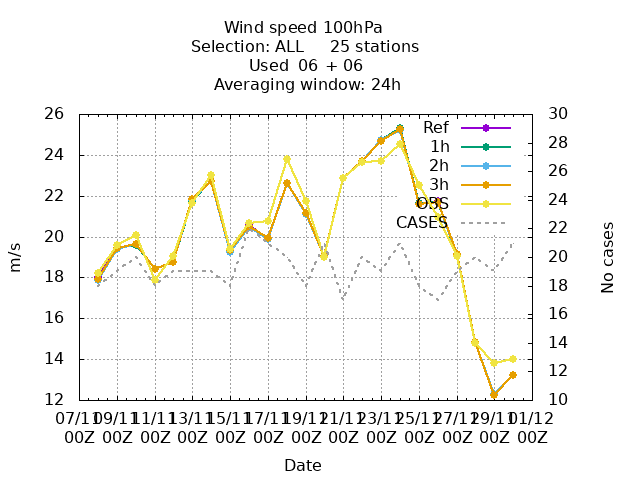 Wind speed 100hPa
Selection: ALL 25 stations
Used 06 + 06
Averaging window: 24h
26
24
22
20
18
16
14
12
m/s
30
28
26
24
22
20
18
16
14
12
10
No cases
Ref
1h
2h
3h
OBS
CASES
07/11 09/11 11/11 13/11 15/11 17/11 19/11 21/11 23/11 25/11 27/11 29/11 01/12
00Z 00Z 00Z 00Z 00Z 00Z 00Z 00Z 00Z 00Z 00Z 00Z 00Z
Date